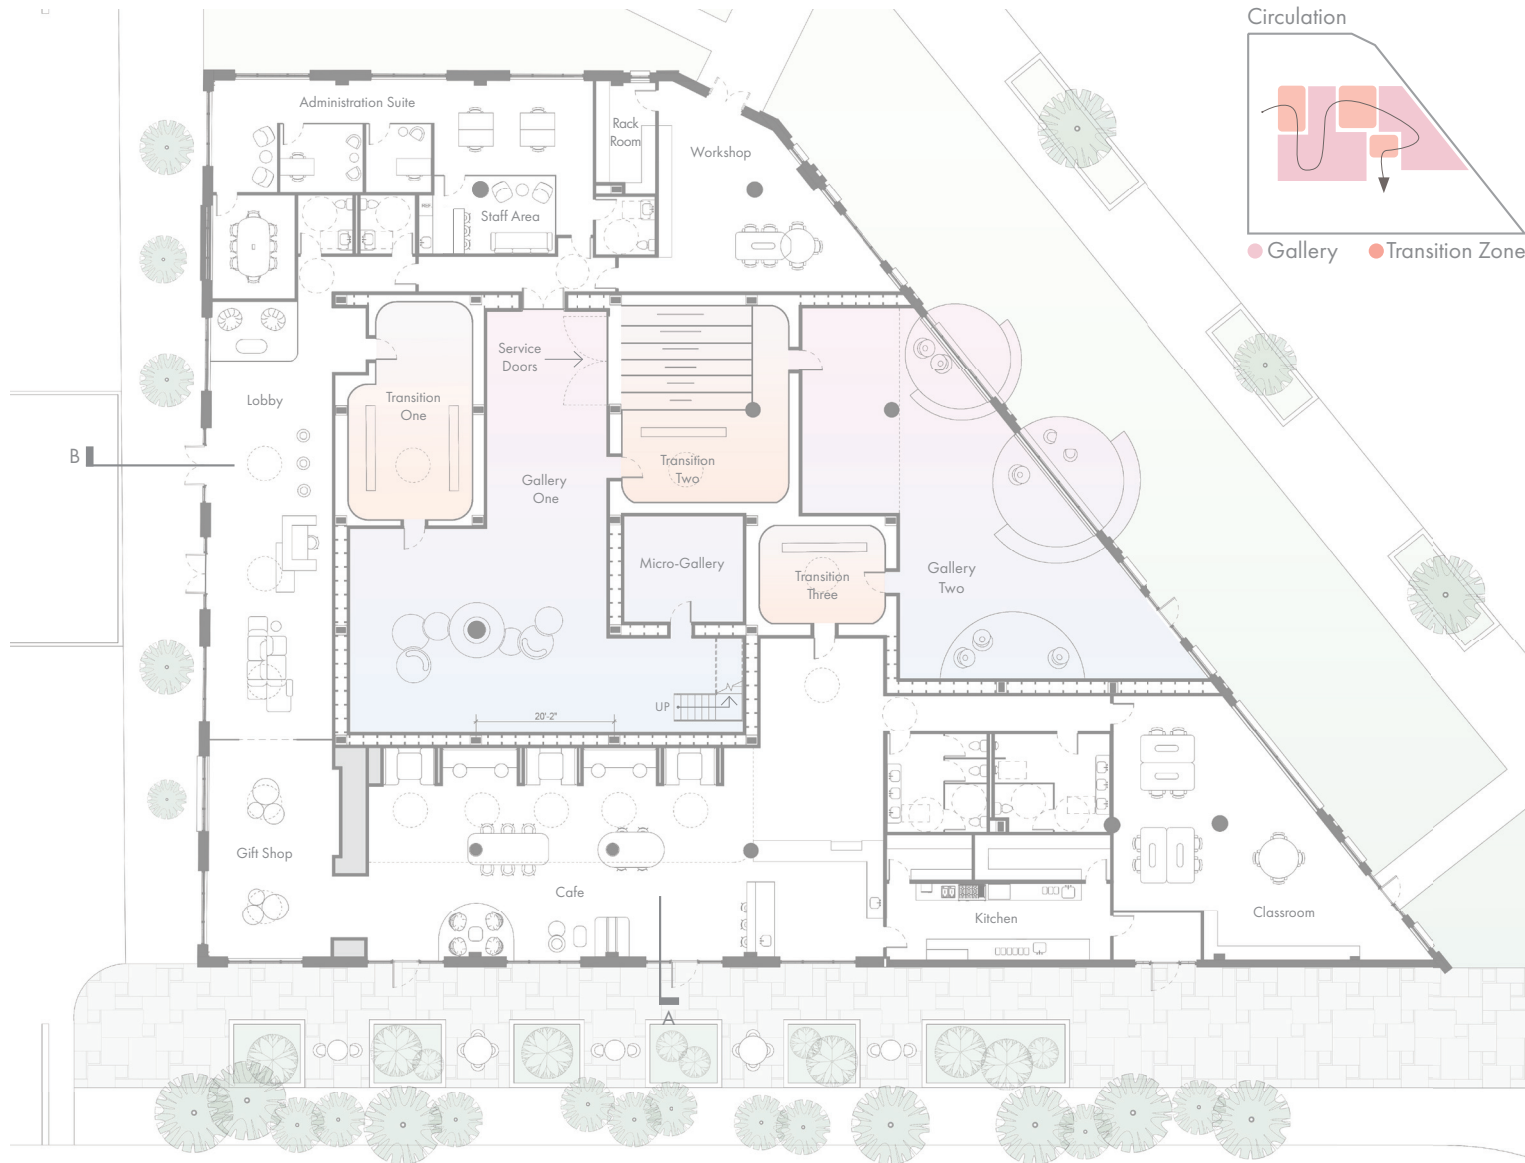 Circulation
Gallery
Transition Zone
Administration Suite
Rack
Room
Workshop
Staff Area
Service
Doors
Lobby
Transition
One
B
Gallery
One
Transition
Two
Micro-Gallery
Transition
Three
Gallery
Two
UP
20'-2"
Gift Shop
Cafe
Kitchen
Classroom
A